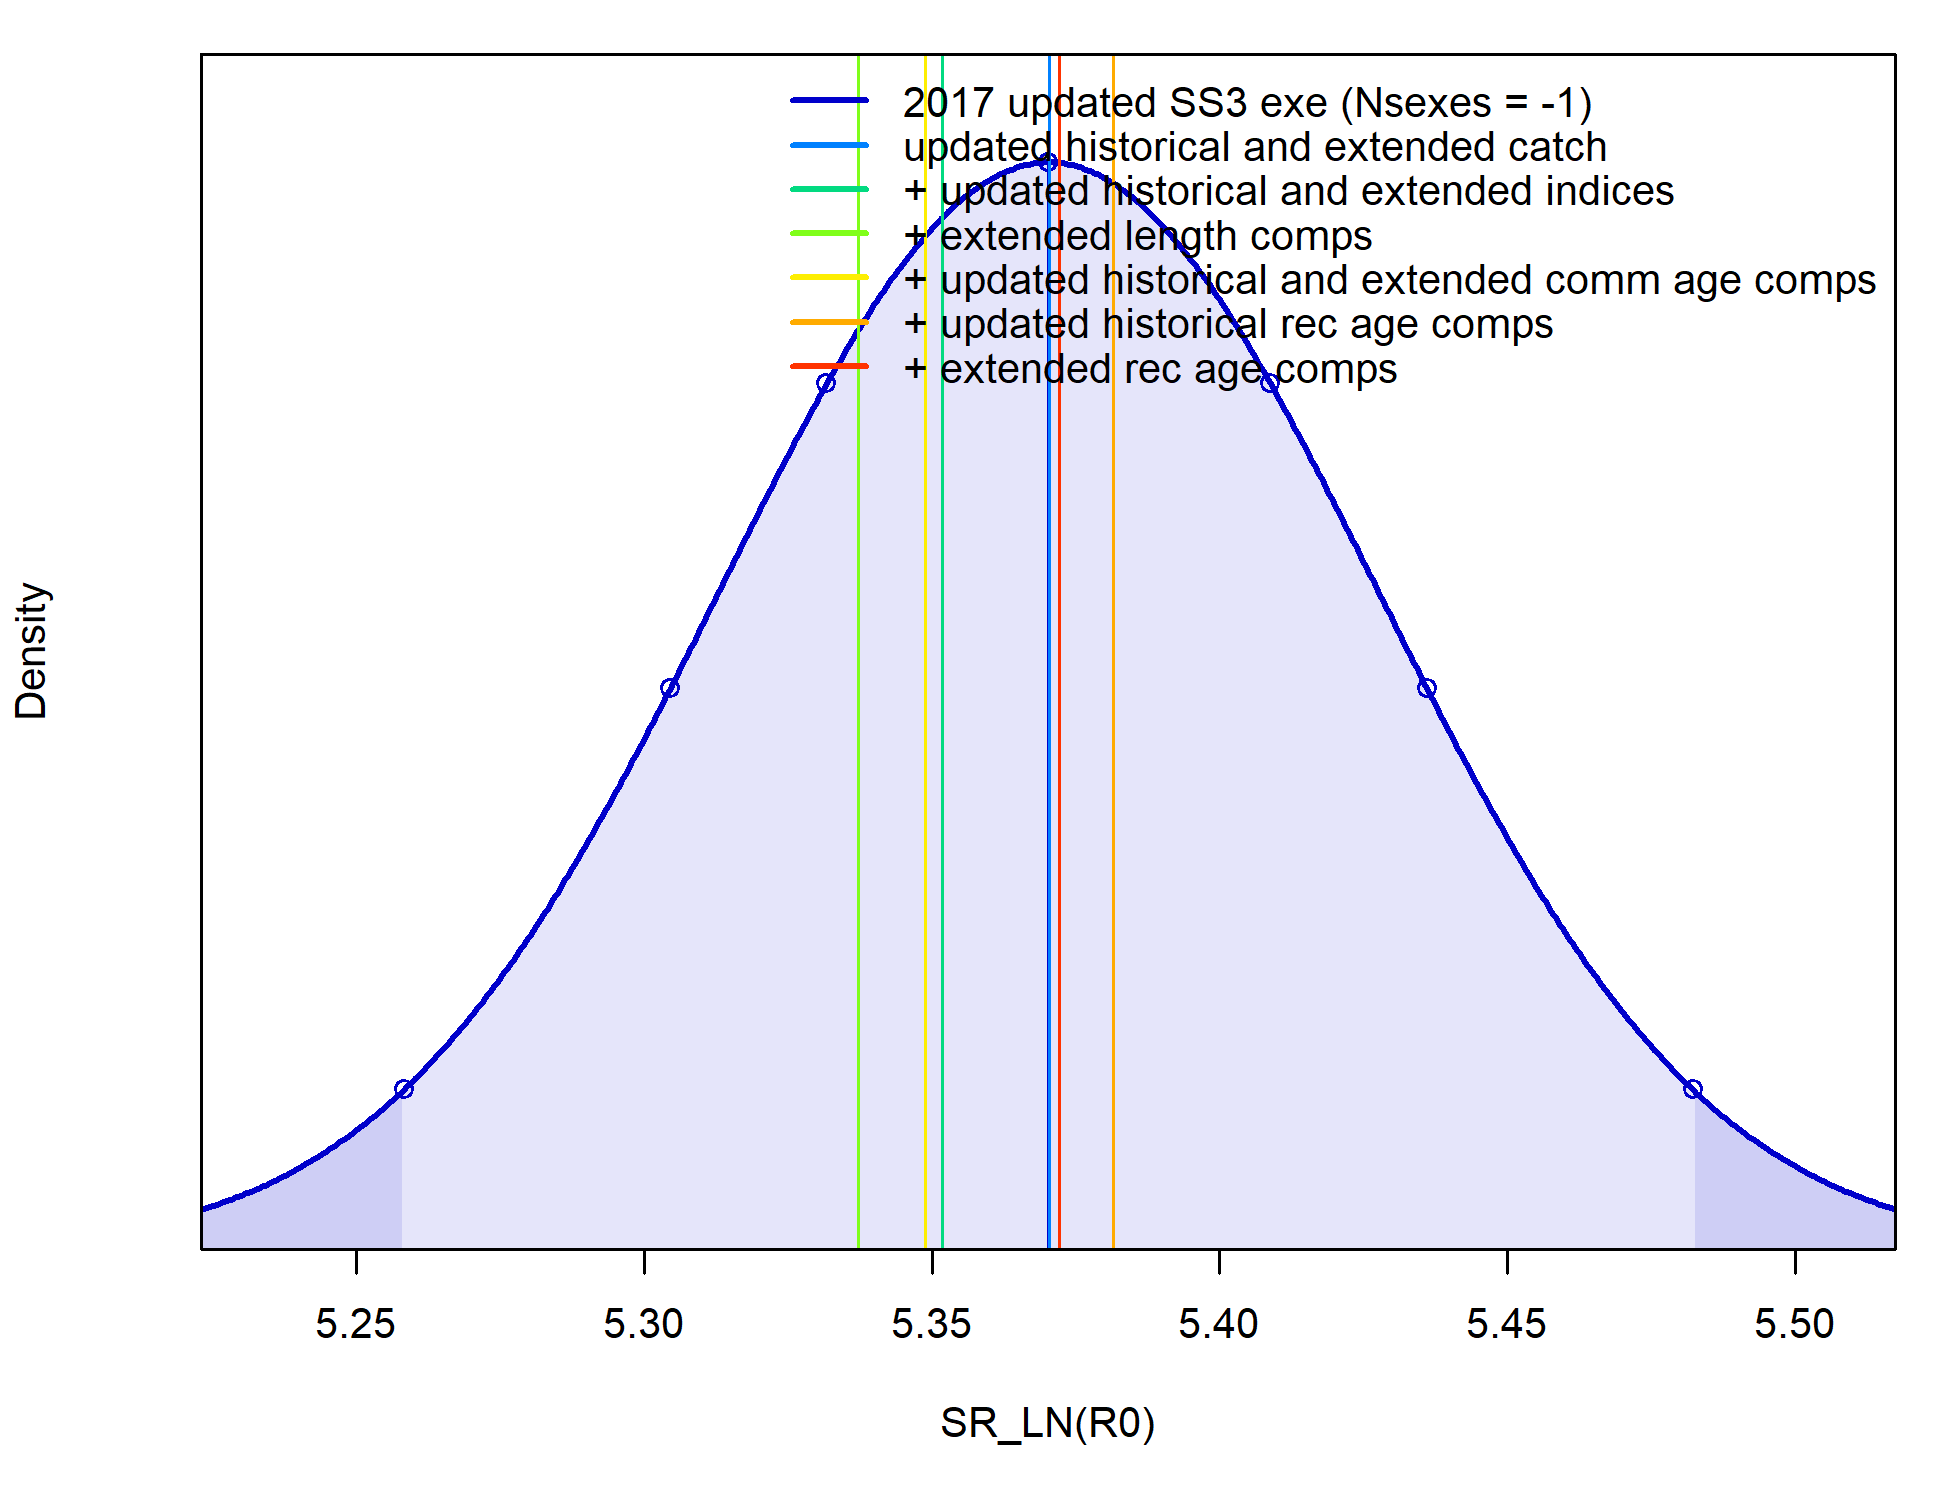 2017 updated SS3 exe (Nsexes = -1)
updated historical and extended catch
+ updated historical and extended indices
+ extended length comps
+ updated historical and extended comm age comps
+ updated historical rec age comps
+ extended rec age comps
Density
5.25 5.30 5.35 5.40 5.45 5.50
SR_LN(R0)